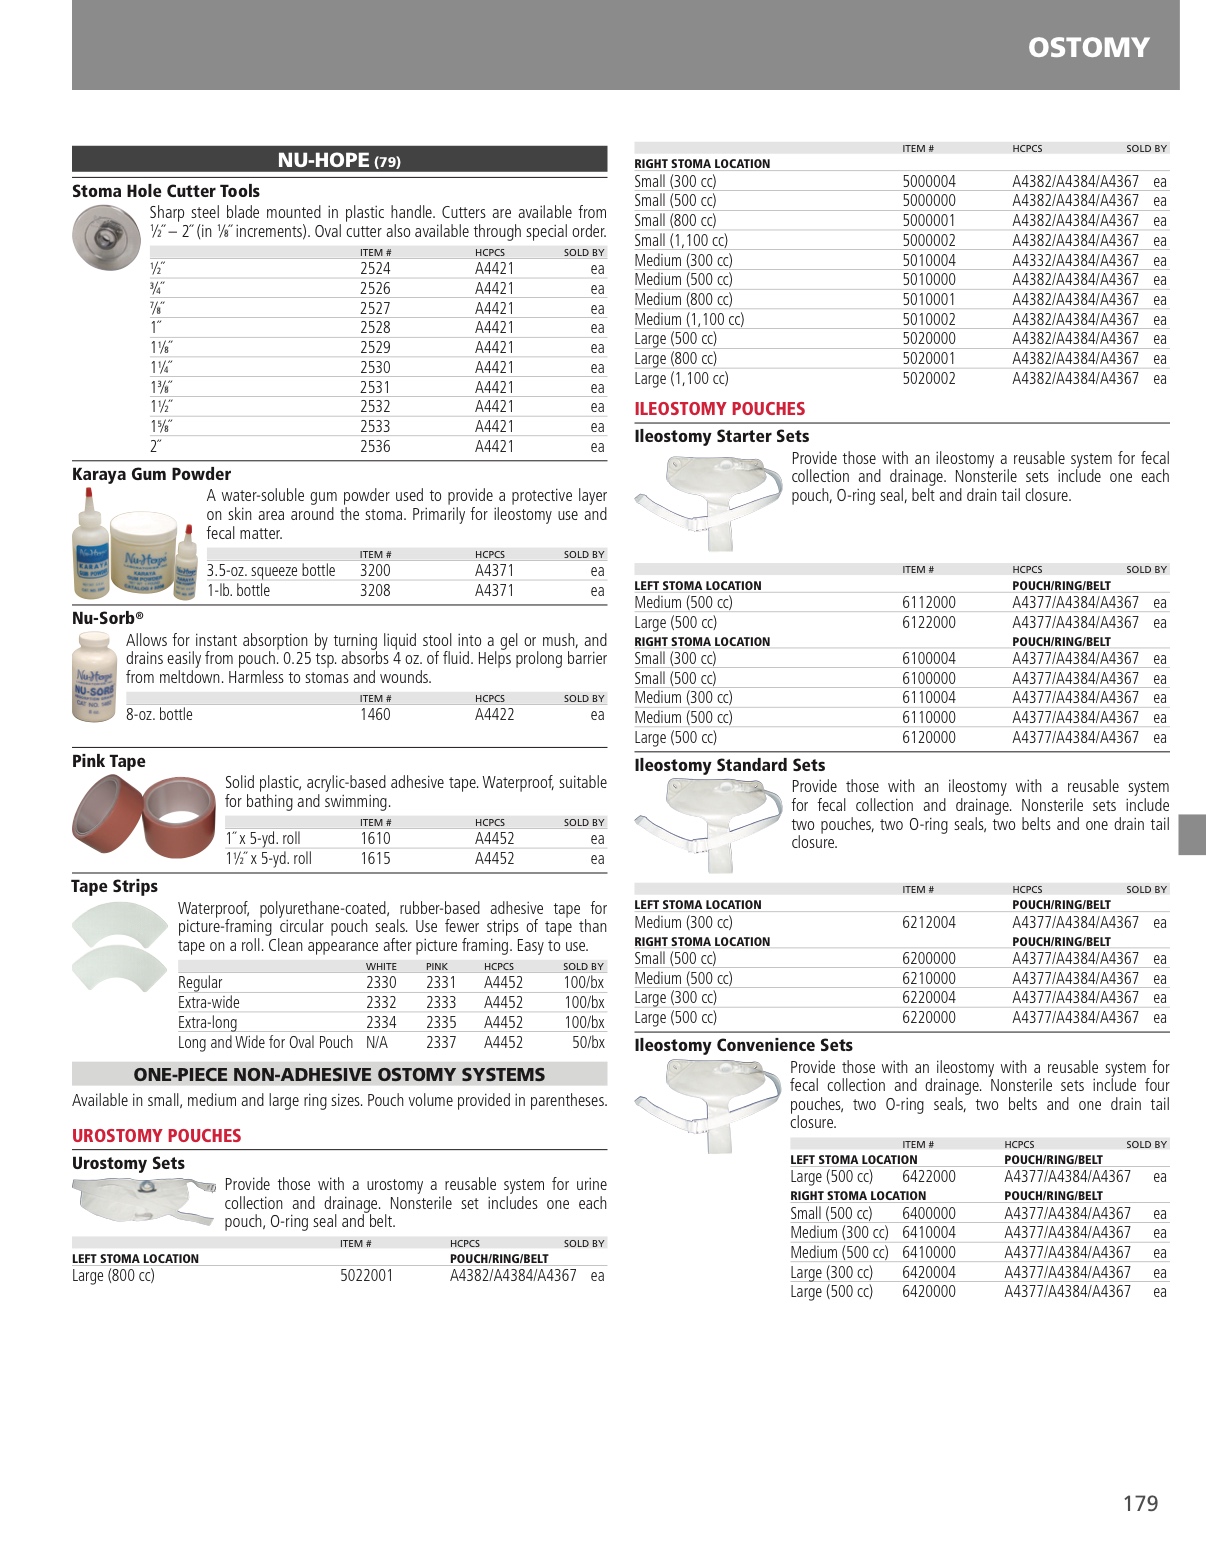 OSTOMY
NU-HOPE (79)
Stoma Hole Cutter Tools
Sharp steel blade mounted in plastic handle. Cutters are available from
½˝ – 2˝ (in ⅛˝ increments). Oval cutter also available through special order.
ITEM # HCPCS SOLD BY
½˝ 2524 A4421 ea
¾˝ 2526 A4421 ea
⅞˝ 2527 A4421 ea
1˝ 2528 A4421 ea
1⅛˝ 2529 A4421 ea
1¼˝ 2530 A4421 ea
1⅜˝ 2531 A4421 ea
1½˝ 2532 A4421 ea
1⅝˝ 2533 A4421 ea
2˝ 2536 A4421 ea
Karaya Gum Powder
A water-soluble gum powder used to provide a protective layer
on skin area around the stoma. Primarily for ileostomy use and
fecal matter.
ITEM # HCPCS SOLD BY
3.5-oz. squeeze bottle 3200 A4371 ea
1-lb. bottle 3208 A4371 ea
Nu-Hope
KARAYA
GUM POWDER
Nu-Sorb®
Allows for instant absorption by turning liquid stool into a gel or mush, and
drains easily from pouch. 0.25 tsp. absorbs 4 oz. of fluid. Helps prolong barrier
from meltdown. Harmless to stomas and wounds.
ITEM # HCPCS SOLD BY
8-oz. bottle 1460 A4422 ea
Nu-Hope
NU-SORB
Pink Tape
Solid plastic, acrylic-based adhesive tape. Waterproof, suitable
for bathing and swimming.
ITEM # HCPCS SOLD BY
1˝ x 5-yd. roll 1610 A4452 ea
1½˝ x 5-yd. roll 1615 A4452 ea
Tape Strips
Waterproof, polyurethane-coated, rubber-based adhesive tape for
picture-framing circular pouch seals. Use fewer strips of tape than
tape on a roll. Clean appearance after picture framing. Easy to use.
WHITE PINK HCPCS SOLD BY
Regular 2330 2331 A4452 100/bx
Extra-wide 2332 2333 A4452 100/bx
Extra-long 2334 2335 A4452 100/bx
Long and Wide for Oval Pouch N/A 2337 A4452 50/bx
ONE-PIECE NON-ADHESIVE OSTOMY SYSTEMS
Available in small, medium and large ring sizes. Pouch volume provided in parentheses.
UROSTOMY POUCHES
Urostomy Sets
Provide those with a urostomy a reusable system for urine
collection and drainage. Nonsterile set includes one each
pouch, O-ring seal and belt.
ITEM # HCPCS SOLD BY
LEFT STOMA LOCATION POUCH/RING/BELT
Large (800 cc) 5022001 A4382/A4384/A4367 ea
ITEM # HCPCS SOLD BY
RIGHT STOMA LOCATION
Small (300 cc) 5000004 A4382/A4384/A4367 ea
Small (500 cc) 5000000 A4382/A4384/A4367 ea
Small (800 cc) 5000001 A4382/A4384/A4367 ea
Small (1,100 cc) 5000002 A4382/A4384/A4367 ea
Medium (300 cc) 5010004 A4332/A4384/A4367 ea
Medium (500 cc) 5010000 A4382/A4384/A4367 ea
Medium (800 cc) 5010001 A4382/A4384/A4367 ea
Medium (1,100 cc) 5010002 A4382/A4384/A4367 ea
Large (500 cc) 5020000 A4382/A4384/A4367 ea
Large (800 cc) 5020001 A4382/A4384/A4367 ea
Large (1,100 cc) 5020002 A4382/A4384/A4367 ea
ILEOSTOMY POUCHES
Ileostomy Starter Sets
Provide those with an ileostomy a reusable system for fecal
collection and drainage. Nonsterile sets include one each
pouch, O-ring seal, belt and drain tail closure.
ITEM # HCPCS SOLD BY
LEFT STOMA LOCATION POUCH/RING/BELT
Medium (500 cc) 6112000 A4377/A4384/A4367 ea
Large (500 cc) 6122000 A4377/A4384/A4367 ea
RIGHT STOMA LOCATION POUCH/RING/BELT
Small (300 cc) 6100004 A4377/A4384/A4367 ea
Small (500 cc) 6100000 A4377/A4384/A4367 ea
Medium (300 cc) 6110004 A4377/A4384/A4367 ea
Medium (500 cc) 6110000 A4377/A4384/A4367 ea
Large (500 cc) 6120000 A4377/A4384/A4367 ea
Ileostomy Standard Sets
Provide those with an ileostomy with a reusable system
for fecal collection and drainage. Nonsterile sets include
two pouches, two O-ring seals, two belts and one drain tail
closure.
ITEM # HCPCS SOLD BY
LEFT STOMA LOCATION POUCH/RING/BELT
Medium (300 cc) 6212004 A4377/A4384/A4367 ea
RIGHT STOMA LOCATION POUCH/RING/BELT
Small (500 cc) 6200000 A4377/A4384/A4367 ea
Medium (500 cc) 6210000 A4377/A4384/A4367 ea
Large (300 cc) 6220004 A4377/A4384/A4367 ea
Large (500 cc) 6220000 A4377/A4384/A4367 ea
Ileostomy Convenience Sets
Provide those with an ileostomy with a reusable system for
fecal collection and drainage. Nonsterile sets include four
pouches, two O-ring seals, two belts and one drain tail
closure.
ITEM # HCPCS SOLD BY
LEFT STOMA LOCATION POUCH/RING/BELT
Large (500 cc) 6422000 A4377/A4384/A4367 ea
RIGHT STOMA LOCATION POUCH/RING/BELT
Small (500 cc) 6400000 A4377/A4384/A4367 ea
Medium (300 cc) 6410004 A4377/A4384/A4367 ea
Medium (500 cc) 6410000 A4377/A4384/A4367 ea
Large (300 cc) 6420004 A4377/A4384/A4367 ea
Large (500 cc) 6420000 A4377/A4384/A4367 ea
179